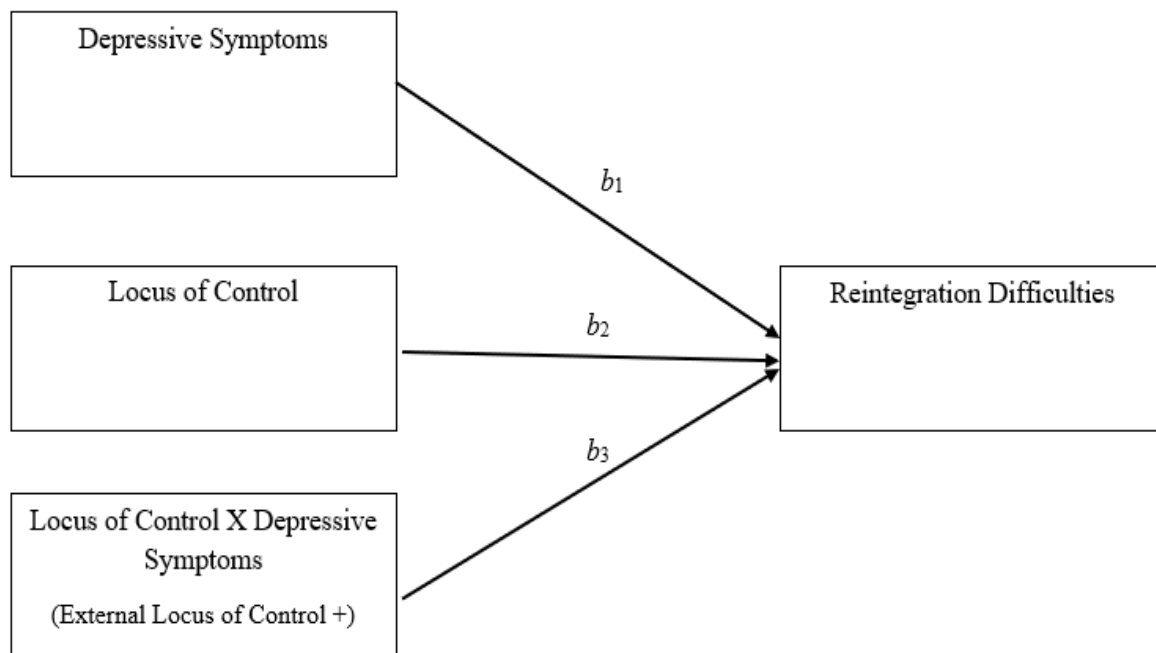 Depressive Symptoms
b1
Locus of Control
b2
Reintegration Difficulties
b3
Locus of Control X Depressive
Symptoms
(External Locus of Control +)